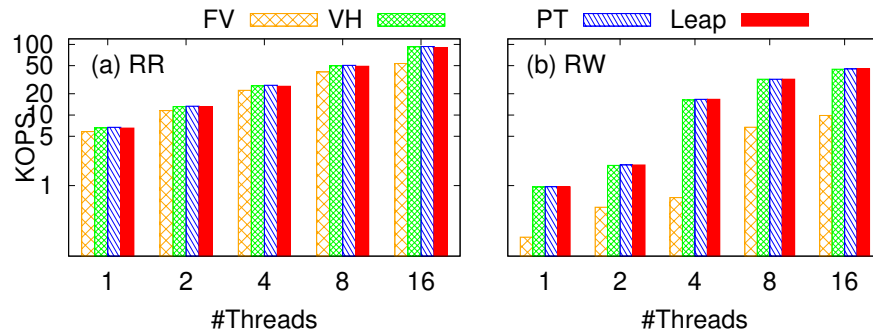 FV VH PT Leap
KOPS
100
50
20
10
5
1
(a) RR
(b) RW
1 2 4 8 16
1 2 4 8 16
#Threads
#Threads